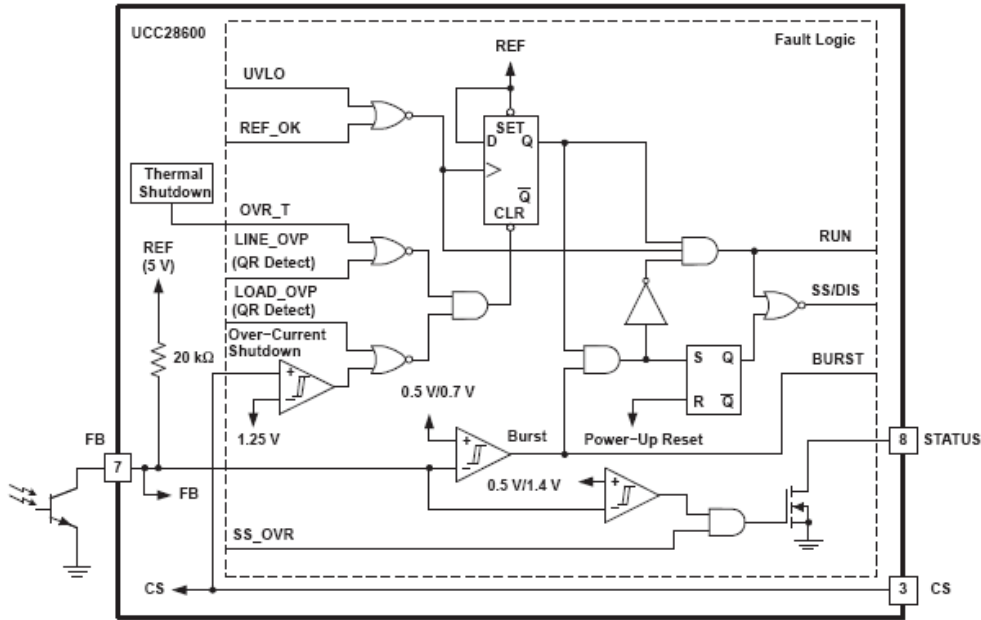 UCC28600
Fault Logic
REF
UVLO
SET
D Q
REF_OK
Q
CLR
Thermal
Shutdown
OVR_T
RUN
REF
(5 V)
LINE_OVP
(QR Detect)
SS/DIS
LOAD_OVP
(QR Detect)
Over-Current
Shutdown
20 kΩ
+
-
S Q
R Q
BURST
0.5 V/0.7 V
1.25 V
Power-Up Reset
FB
7
+
-
Burst
8
STATUS
FB
0.5 V/1.4 V
+
-
SS_OVR
CS
3
CS